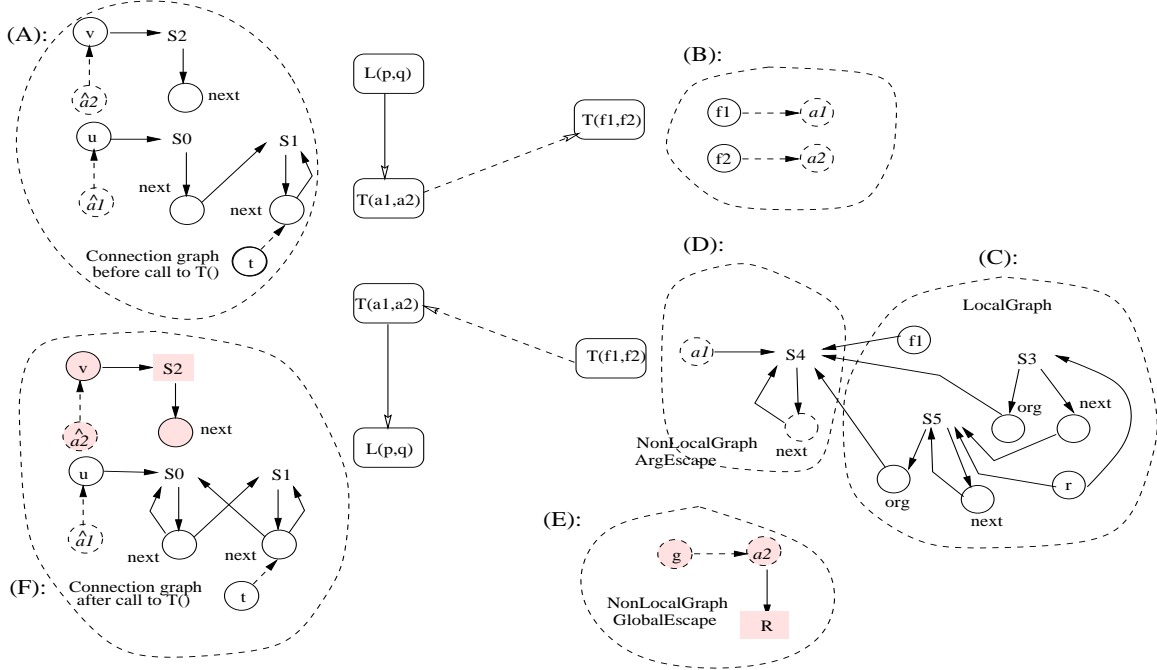 (A):
v
S2
â2
next
u
S0
S1
â1
next
next
Connection graph
before call to T()
t
L(p,q)
T(a1,a2)
T(f1,f2)
(B):
f1
a1
f2
a2
T(a1,a2)
T(f1,f2)
L(p,q)
(D):
a1
S4
NonLocalGraph
ArgEscape
next
(C):
LocalGraph
f1
S3
org
next
S5
r
org
next
(E):
g
a2
NonLocalGraph
GlobalEscape
R
v
S2
â2
next
u
S0
S1
â1
next
next
(F):
Connection graph
after call to T()
t